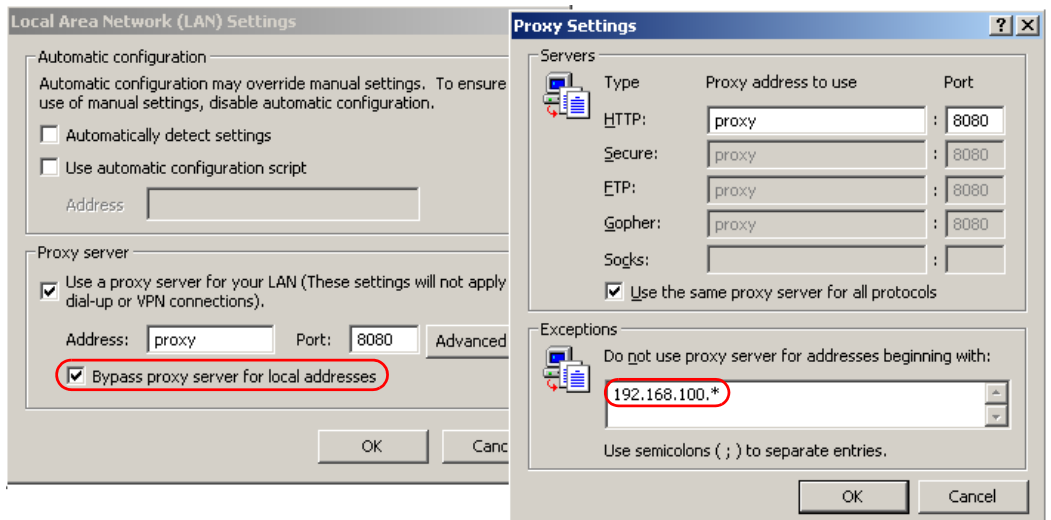 Local Area Network (LAN) Settings
Automatic configuration
Automatic configuration may override manual settings. To ensure
use of manual settings, disable automatic configuration.
Automatically detect settings
Use automatic configuration script
Address
Proxy server
Use a proxy server for your LAN (These settings will not apply
dial-up or VPN connections).
Address: proxy Port: 8080 Advanced
Bypass proxy server for local addresses
OK Canc
Proxy Settings
Servers
Type Proxy address to use Port
HTTP: proxy : 8080
Secure: proxy : 8080
FTP: proxy : 8080
Gopher: proxy : 8080
Socks: :
Use the same proxy server for all protocols
Exceptions
Do not use proxy server for addresses beginning with:
192.168.100.*
Use semicolons ( ; ) to separate entries.
OK Cancel